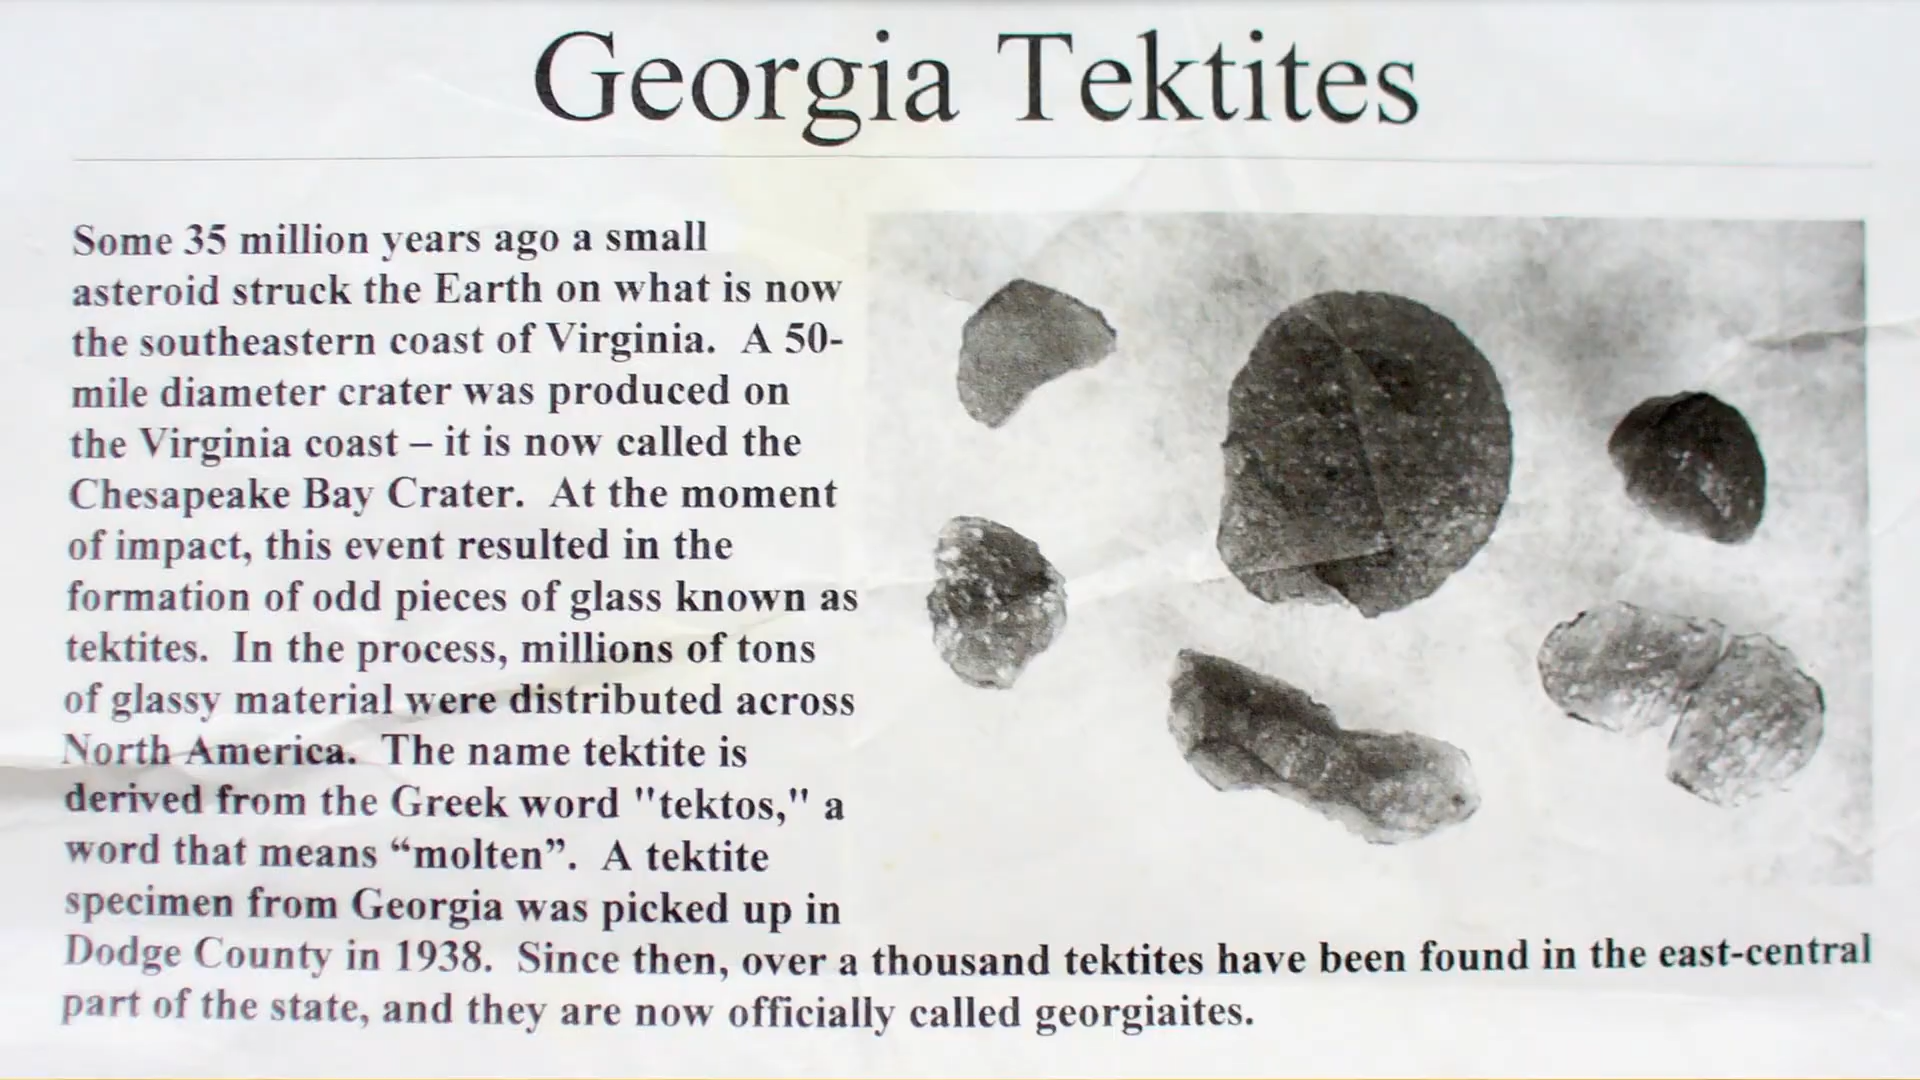 Georgia Tektites
Some 35 million years ago a small
asteroid struck the Earth on what is now
the southeastern coast of Virginia.  A 50-
mile diameter crater was produced on
the Virginia coast – it is now called the
Chesapeake Bay Crater.  At the moment
of impact, this event resulted in the
formation of odd pieces of glass known as
tektites.  In the process, millions of tons
of glassy material were distributed across
North America.  The name tektite is
derived from the Greek word "tektos," a
word that means “molten”.  A tektite
specimen from Georgia was picked up in
Dodge County in 1938.  Since then, over a thousand tektites have been found in the east-central
part of the state, and they are now officially called georgiaites.